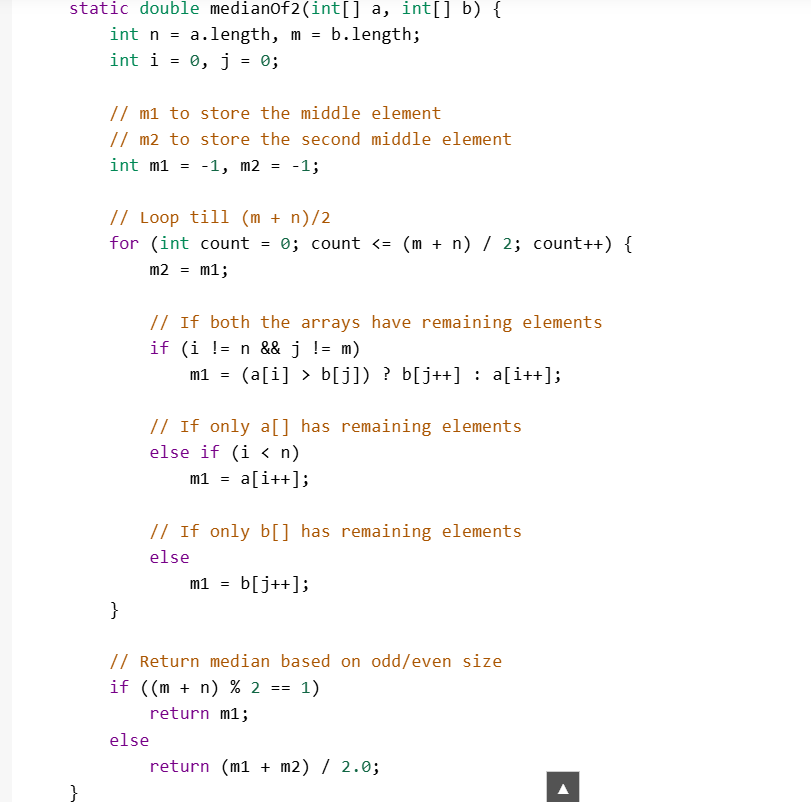 static double medianOf2(int[] a, int[] b) {
    int n = a.length, m = b.length;
    int i = 0, j = 0;

    // m1 to store the middle element
    // m2 to store the second middle element
    int m1 = -1, m2 = -1;

    // Loop till (m + n)/2
    for (int count = 0; count <= (m + n) / 2; count++) {
        m2 = m1;

        // If both the arrays have remaining elements
        if (i != n && j != m)
            m1 = (a[i] > b[j]) ? b[j++] : a[i++];

        // If only a[] has remaining elements
        else if (i < n)
            m1 = a[i++];

        // If only b[] has remaining elements
        else
            m1 = b[j++];
    }

    // Return median based on odd/even size
    if ((m + n) % 2 == 1)
        return m1;
    else
        return (m1 + m2) / 2.0;
}